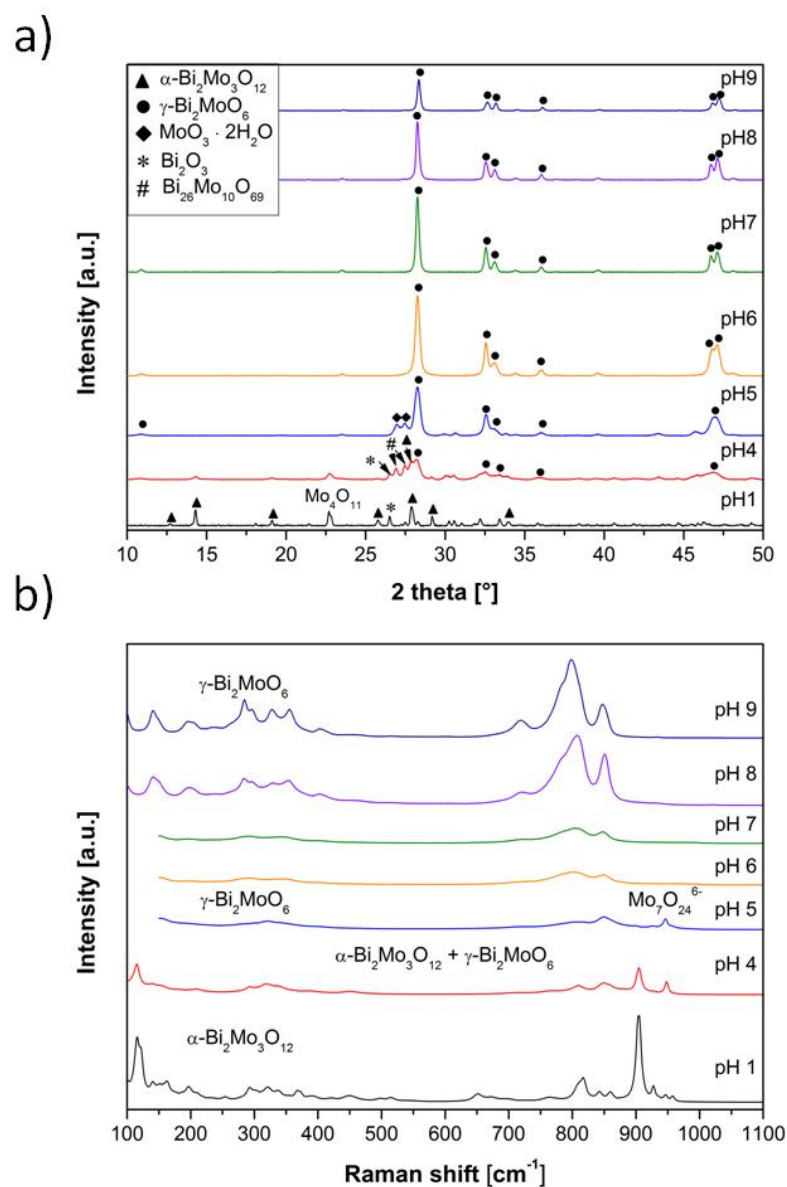 a)
▲ α-Bi₂Mo₃O₁₂
● γ-Bi₂MoO₆
◆ MoO₃ · 2H₂O
* Bi₂O₃
# Bi₂₆Mo₁₀O₆₉
pH9
pH8
pH7
pH6
pH5
pH4
pH1
#
*
Mo₄O₁₁
*
Intensity [a.u.]
10 15 20 25 30 35 40 45 50
2 theta [°]
b)
γ-Bi₂MoO₆
pH 9
pH 8
pH 7
pH 6
γ-Bi₂MoO₆
Mo₇O₂₄⁶⁻
pH 5
α-Bi₂Mo₃O₁₂ + γ-Bi₂MoO₆
pH 4
α-Bi₂Mo₃O₁₂
pH 1
Intensity [a.u.]
100 200 300 400 500 600 700 800 900 1000 1100
Raman shift [cm⁻¹]